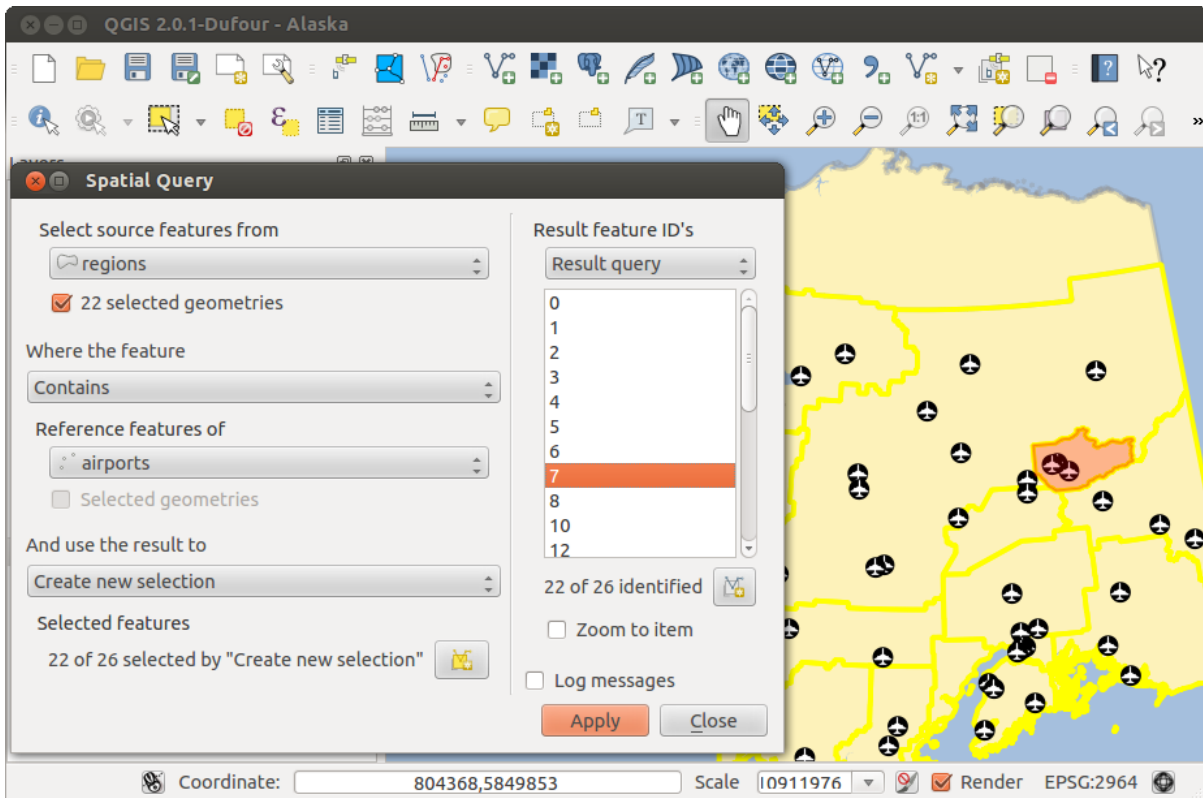 QGIS 2.0.1-Dufour - Alaska
T
1:1
?
?
»
Spatial Query
Select source features from
regions
22 selected geometries
Where the feature
Contains
Reference features of
airports
Selected geometries
And use the result to
Create new selection
Selected features
22 of 26 selected by "Create new selection"
Result feature ID's
Result query
0
1
2
3
4
5
6
7
8
10
12
22 of 26 identified
Zoom to item
Log messages
Apply
Close
Coordinate:
804368,5849853
Scale
10911976
Render
EPSG:2964